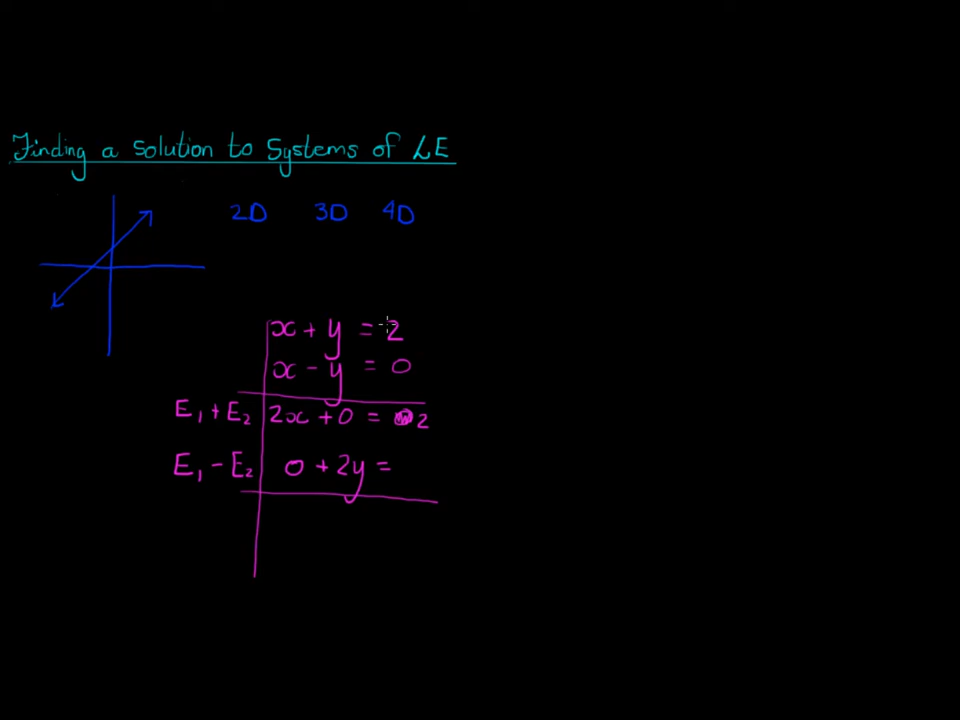 Finding a solution to Systems of LE
2D 3D 4D
x + y = 2
x - y = 0
E₁ + E₂ 2x + 0 = 2
E₁ - E₂ 0 + 2y =